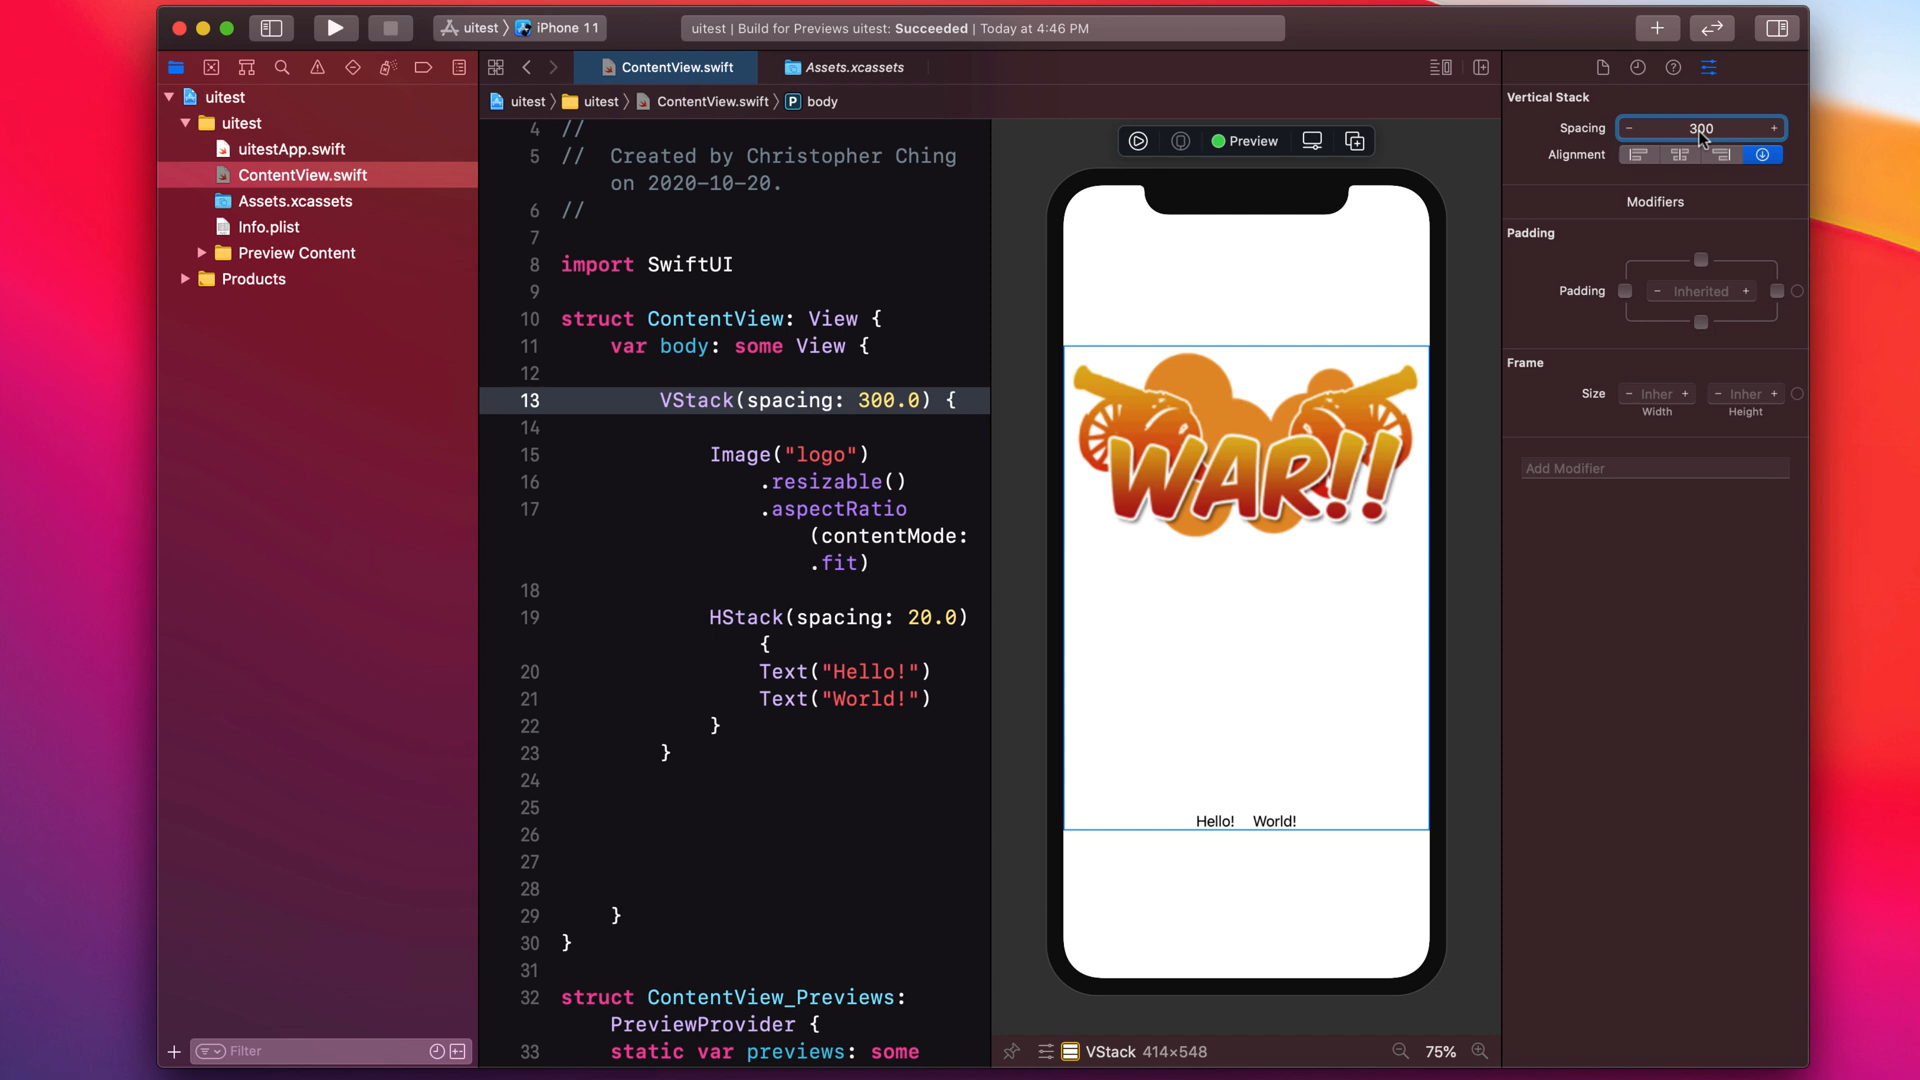 uitest 〉 iPhone 11
uitest | Build for Previews uitest: Succeeded | Today at 4:46 PM
ContentView.swift
Assets.xcassets
uitest
uitest
uitestApp.swift
ContentView.swift
Assets.xcassets
Info.plist
Preview Content
Products
Filter
uitest 〉 uitest 〉 ContentView.swift 〉 P body
4 //
5 // Created by Christopher Ching
on 2020-10-20.
6 //
7
8 import SwiftUI
9
10 struct ContentView: View {
11 var body: some View {
12
13 VStack(spacing: 300.0) {
14
15 Image("logo")
16 .resizable()
17 .aspectRatio
(contentMode:
.fit)
18
19 HStack(spacing: 20.0)
{
20 Text("Hello!")
21 Text("World!")
22 }
23 }
24
25
26
27
28
29 }
30 }
31
32 struct ContentView_Previews:
PreviewProvider {
33 static var previews: some
Preview
WAR!!
Hello! World!
VStack 414×548
75%
Vertical Stack
Spacing − 300 +
Alignment
Modifiers
Padding
Padding − Inherited +
Frame
Size − Inher + − Inher +
Width Height
Add Modifier